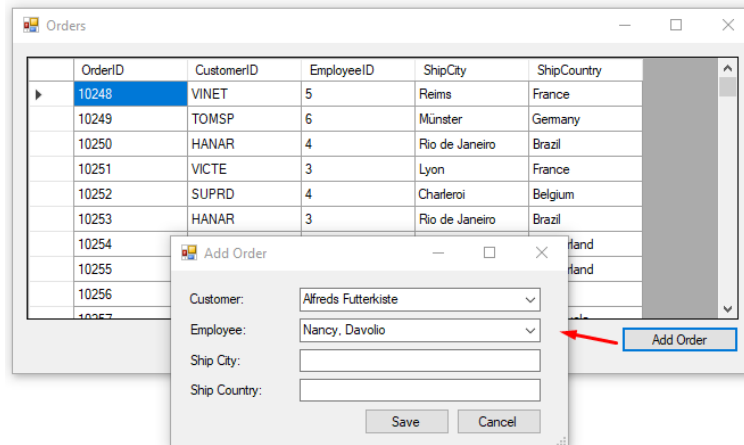 Orders
OrderID CustomerID EmployeeID ShipCity ShipCountry
10248 VINET 5 Reims France
10249 TOMSP 6 Münster Germany
10250 HANAR 4 Rio de Janeiro Brazil
10251 VICTE 3 Lyon France
10252 SUPRD 4 Charleroi Belgium
10253 HANAR 3 Rio de Janeiro Brazil
10254
10255
10256
10257
Add Order
Customer: Alfreds Futterkiste
Employee: Nancy, Davolio
Ship City:
Ship Country:
Save Cancel
Add Order